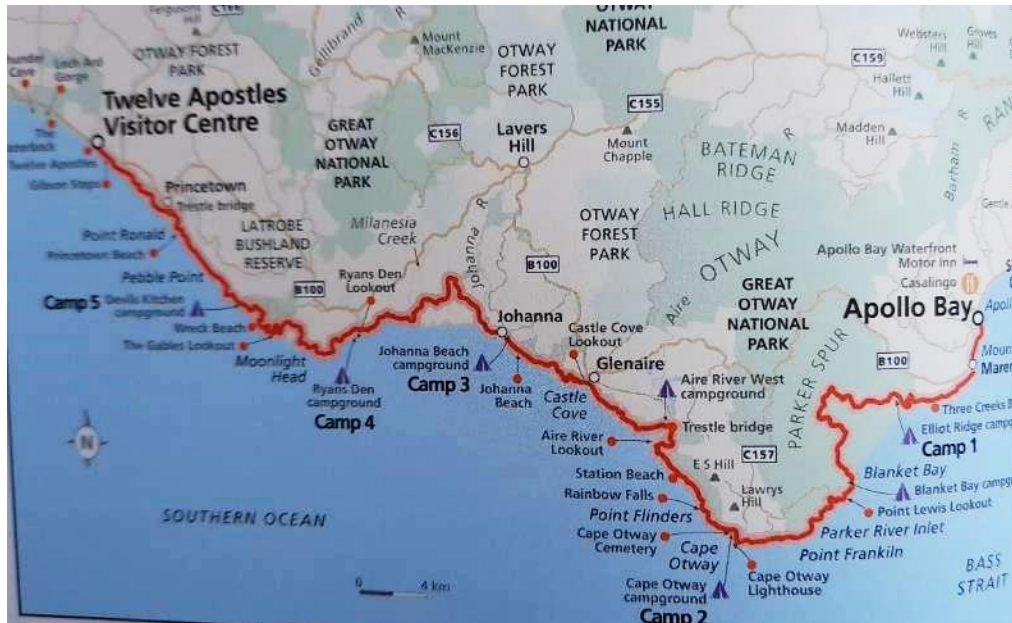 OTWAY FOREST
PARK
Gellibrand
R
Mount
MacKenzie
OTWAY
FOREST
PARK
OTWAY
NATIONAL
PARK
Websters
Hill
C159
Hallett
Hill
Loch Ard
Gorge
Cove
The
Twelve Apostles
Gibson Steps
Twelve Apostles
Visitor Centre
GREAT
OTWAY
NATIONAL
PARK
C156
Lavers
Hill
C155
Mount
Chapple
R
Madden
Hill
BATEMAN
RIDGE
Barham
R
Princetown
Trestle bridge
LATROBE
BUSHLAND
RESERVE
Milanesia
Creek
Johanna
R
OTWAY
FOREST
PARK
HALL RIDGE
OTWAY
Point Ronald
Princetown Beach
Pebble Point
Camp 5
Devils Kitchen
campground
B100
Ryans Den
Lookout
B100
Aire
GREAT
OTWAY
NATIONAL
PARK
Apollo Bay Waterfront
Motor Inn
Casalingo
Apollo Bay
Wreck Beach
The Gables Lookout
Moonlight
Head
Ryans Den
campground
Camp 4
Johanna
Johanna Beach
campground
Camp 3
Johanna
Beach
Castle Cove
Lookout
Glenaire
Castle
Cove
Aire River West
campground
PARKER SPUR
B100
Trestle bridge
Aire River
Lookout
Station Beach
Rainbow Falls
Point Flinders
E S Hill
C157
Lawrys
Hill
Cape Otway
Cemetery
Cape
Otway
Cape Otway
campground
Camp 2
Cape Otway
Lighthouse
Three Creeks
Elliot Ridge
Camp 1
Blanket Bay
Blanket Bay
Point Lewis Lookout
Parker River Inlet
Point Frankiln
BASS
STRAIT
N
SOUTHERN OCEAN
0 4 km